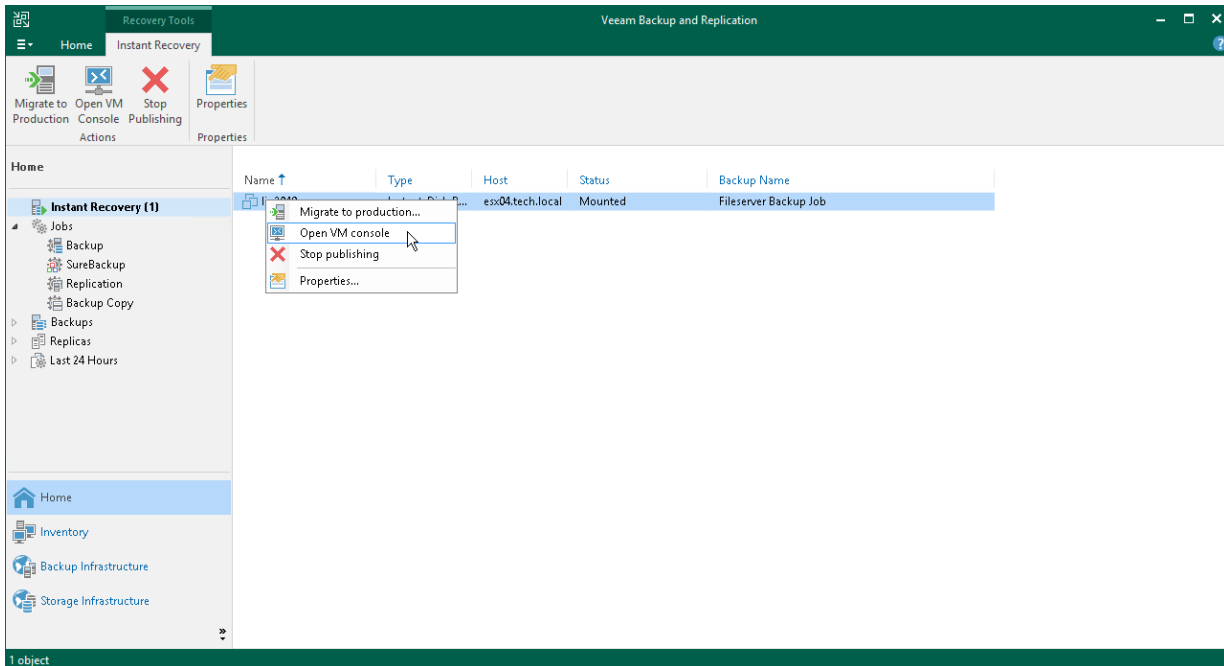 Recovery Tools
Veeam Backup and Replication
Home Instant Recovery
Migrate to Production
Open VM Console
Stop Publishing
Properties
Actions Properties
Home
Name Type Host Status Backup Name
esx04.tech.local Mounted Fileserver Backup Job
Migrate to production...
Open VM console
Stop publishing
Properties...
Instant Recovery (1)
Jobs
Backup
SureBackup
Replication
Backup Copy
Backups
Replicas
Last 24 Hours
Home
Inventory
Backup Infrastructure
Storage Infrastructure
1 object